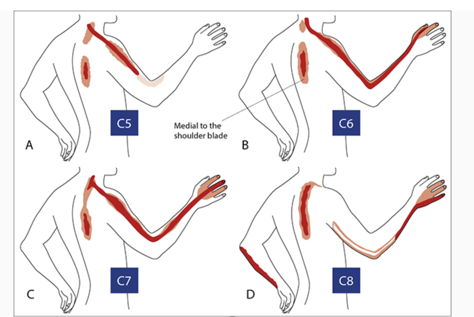 C5
A
Medial to the
shoulder blade
C6
B
C7
C
C8
D